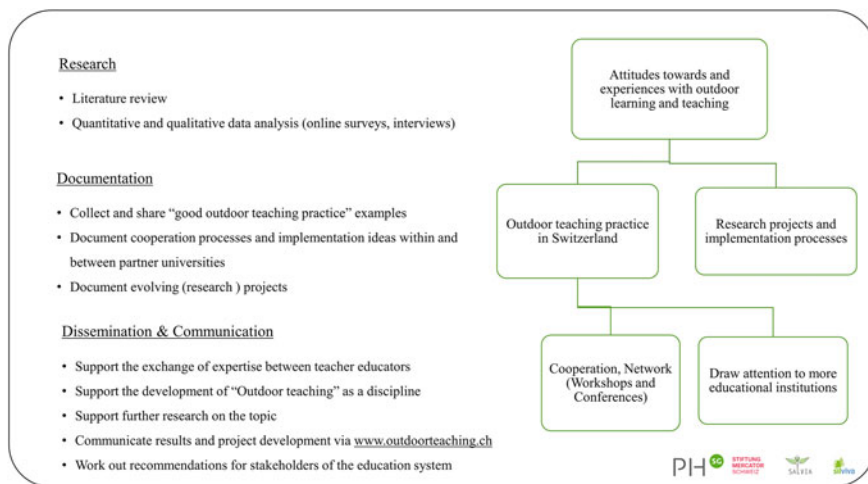 Research
• Literature review
• Quantitative and qualitative data analysis (online surveys, interviews)
Documentation
• Collect and share “good outdoor teaching practice” examples
• Document cooperation processes and implementation ideas within and
between partner universities
• Document evolving (research ) projects
Dissemination & Communication
• Support the exchange of expertise between teacher educators
• Support the development of “Outdoor teaching” as a discipline
• Support further research on the topic
• Communicate results and project development via www.outdoorteaching.ch
• Work out recommendations for stakeholders of the education system
Attitudes towards and
experiences with outdoor
learning and teaching
Outdoor teaching practice
in Switzerland
Research projects and
implementation processes
Cooperation, Network
(Workshops and
Conferences)
Draw attention to more
educational institutions
PH SG
STIFTUNG
MERCATOR
SCHWEIZ
SALVIA
silviva